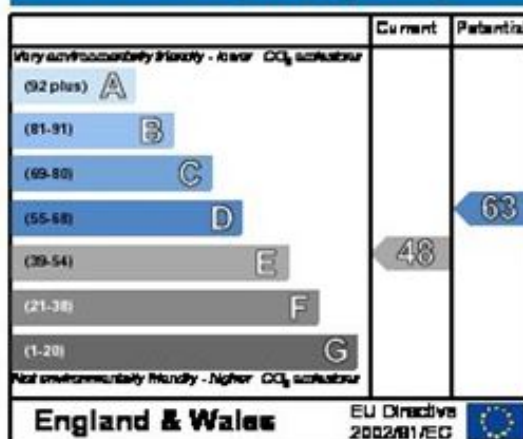 Current Potential
Very environmentally friendly - lower CO2 emissions
(92 plus) A
(81-91) B
(69-80) C
(55-68) D
63
(39-54) E
48
(21-38) F
(1-20) G
Not environmentally friendly - higher CO2 emissions
England & Wales
EU Directive
2002/91/EC